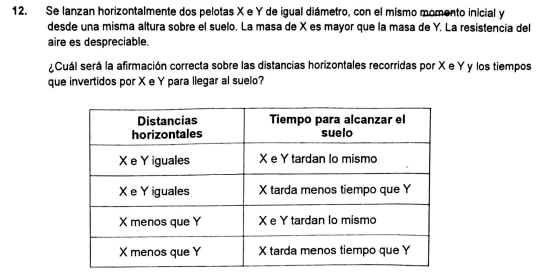 12. Se lanzan horizontalmente dos pelotas X e Y de igual diámetro, con el mismo momento inicial y
desde una misma altura sobre el suelo. La masa de X es mayor que la masa de Y. La resistencia del
aire es despreciable.
¿Cuál será la afirmación correcta sobre las distancias horizontales recorridas por X e Y y los tiempos
que invertidos por X e Y para llegar al suelo?
Distancias horizontales	Tiempo para alcanzar el suelo
X e Y iguales	X e Y tardan lo mismo
X e Y iguales	X tarda menos tiempo que Y
X menos que Y	X e Y tardan lo mismo
X menos que Y	X tarda menos tiempo que Y